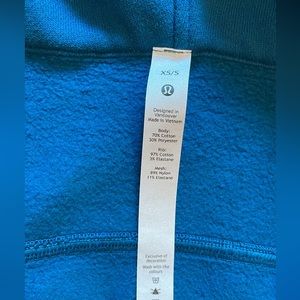 XS/S
Designed in
Vancouver
Made in Vietnam
Body:
70% Cotton
30% Polyester
Rib:
97% Cotton
3% Elastane
Mesh:
89% Nylon
11% Elastane
Exclusive of
decoration
Wash with the
colours